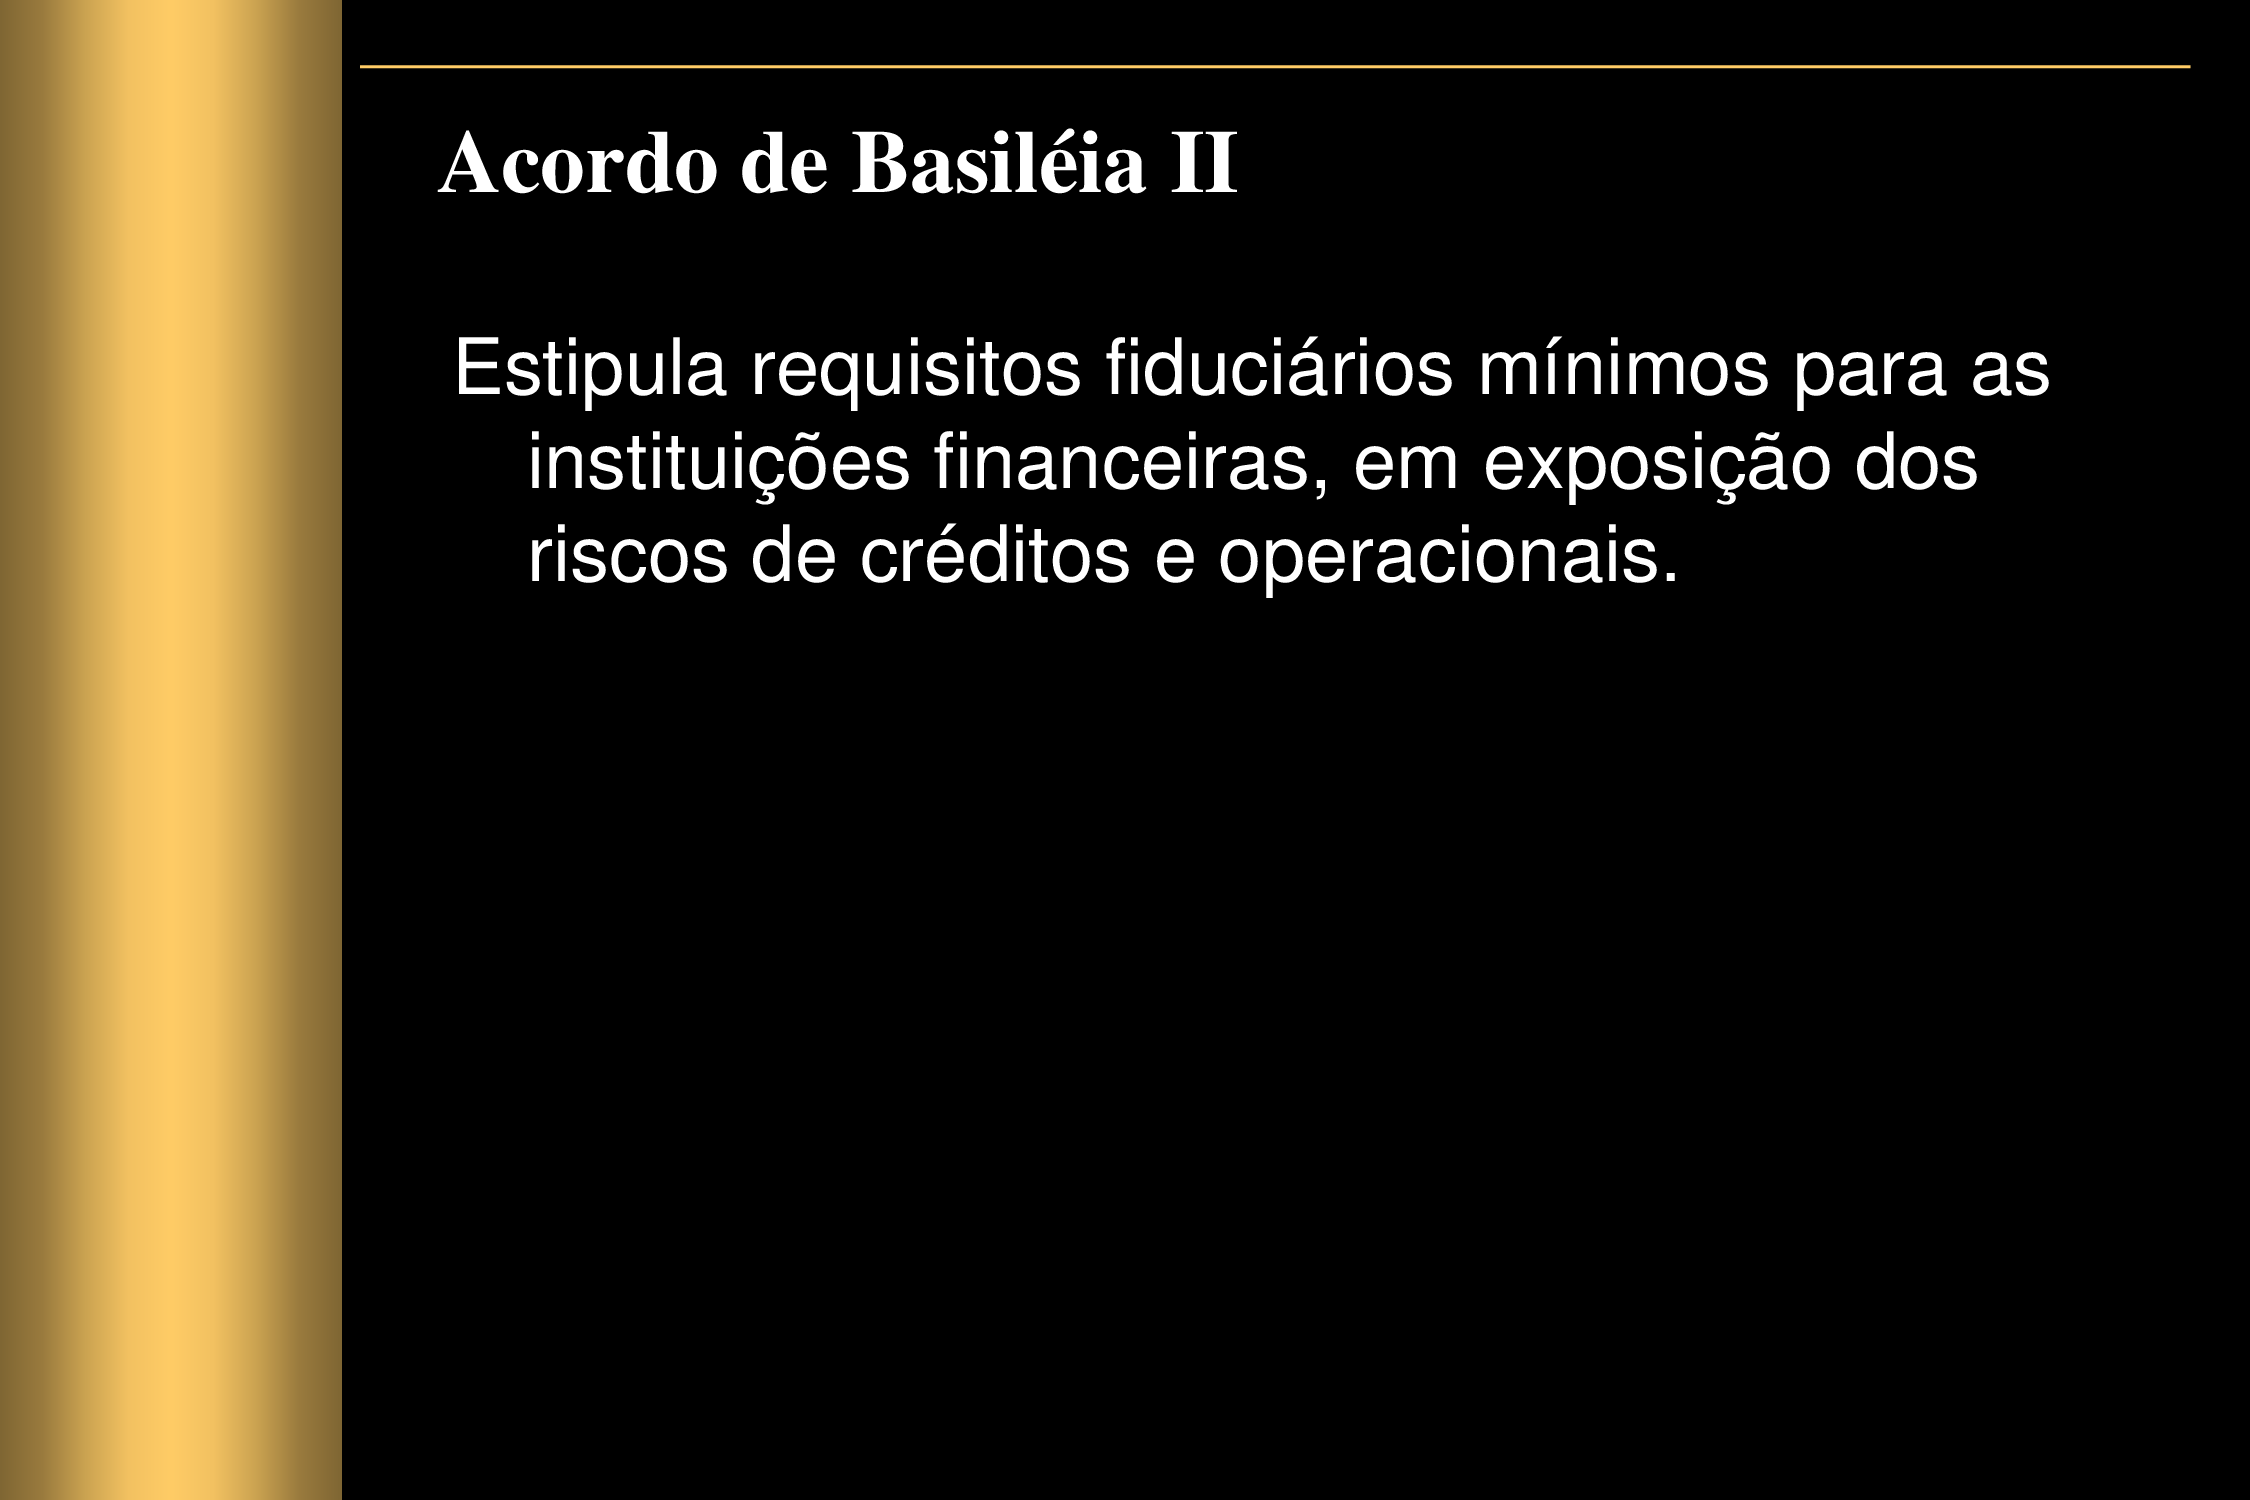 Acordo de Basiléia II
Estipula requisitos fiduciários mínimos para as
instituições financeiras, em exposição dos
riscos de créditos e operacionais.